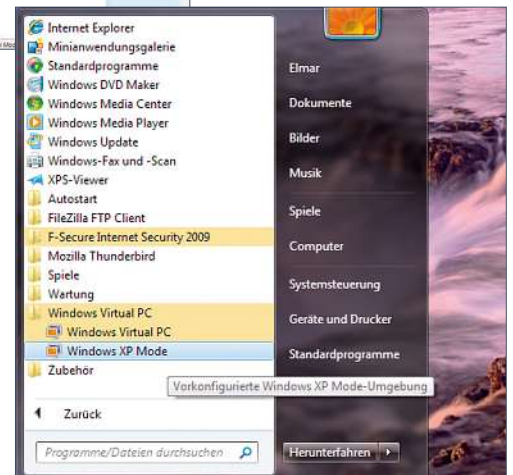 Internet Explorer
Minianwendungsgalerie
Standardprogramme
Windows DVD Maker
Windows Media Center
Windows Media Player
Windows Update
Windows-Fax und -Scan
XPS-Viewer
Autostart
FileZilla FTP Client
F-Secure Internet Security 2009
Mozilla Thunderbird
Spiele
Wartung
Windows Virtual PC
Windows Virtual PC
Windows XP Mode
Zubehör
Zurück
Programme/Dateien durchsuchen
Elmar
Dokumente
Bilder
Musik
Spiele
Computer
Systemsteuerung
Geräte und Drucker
Standardprogramme
Vorkonfigurierte Windows XP Mode-Umgebung
Herunterfahren